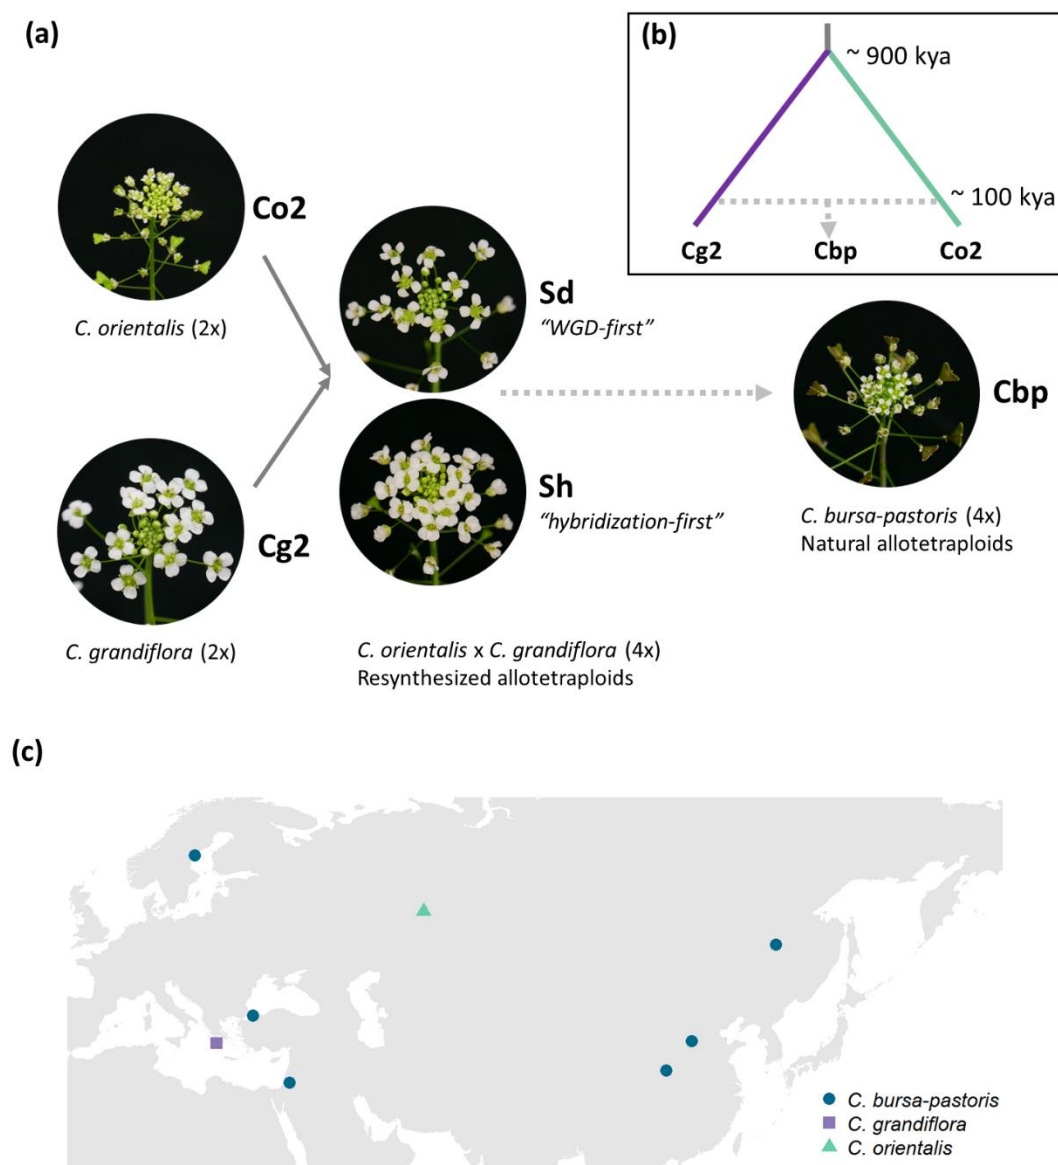 (a)
Co2
C. orientalis (2x)
Cg2
C. grandiflora (2x)
Sd
“WGD-first”
Sh
“hybridization-first”
C. orientalis x C. grandiflora (4x)
Resynthesized allotetraploids
(b)
~ 900 kya
~ 100 kya
Cg2 Cbp Co2
Cbp
C. bursa-pastoris (4x)
Natural allotetraploids
(c)
C. bursa-pastoris
C. grandiflora
C. orientalis